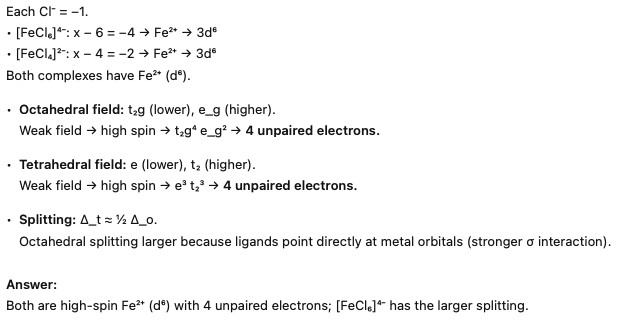 Each Cl⁻ = −1.
• [FeCl₆]⁴⁻: x − 6 = −4 → Fe²⁺ → 3d⁶
• [FeCl₄]²⁻: x − 4 = −2 → Fe²⁺ → 3d⁶
Both complexes have Fe²⁺ (d⁶).
• Octahedral field: t₂g (lower), e_g (higher).
Weak field → high spin → t₂g⁴ e_g² → 4 unpaired electrons.
• Tetrahedral field: e (lower), t₂ (higher).
Weak field → high spin → e³ t₂³ → 4 unpaired electrons.
• Splitting: Δ_t ≈ ½ Δ_o.
Octahedral splitting larger because ligands point directly at metal orbitals (stronger σ interaction).
Answer:
Both are high-spin Fe²⁺ (d⁶) with 4 unpaired electrons; [FeCl₆]⁴⁻ has the larger splitting.